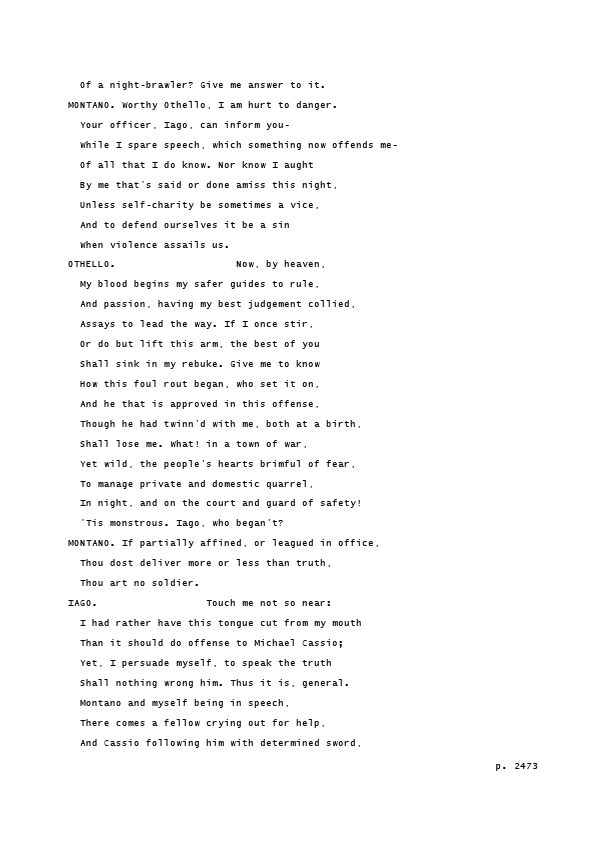 Of a night-brawler? Give me answer to it.
MONTANO. Worthy Othello, I am hurt to danger.
Your officer, Iago, can inform you-
While I spare speech, which something now offends me-
Of all that I do know. Nor know I aught
By me that's said or done amiss this night,
Unless self-charity be sometimes a vice,
And to defend ourselves it be a sin
When violence assails us.
OTHELLO. Now, by heaven,
My blood begins my safer guides to rule,
And passion, having my best judgement collied,
Assays to lead the way. If I once stir,
Or do but lift this arm, the best of you
Shall sink in my rebuke. Give me to know
How this foul rout began, who set it on,
And he that is approved in this offense,
Though he had twinn'd with me, both at a birth,
Shall lose me. What! in a town of war,
Yet wild, the people's hearts brimful of fear,
To manage private and domestic quarrel,
In night, and on the court and guard of safety!
'Tis monstrous. Iago, who began't?
MONTANO. If partially affined, or leagued in office,
Thou dost deliver more or less than truth,
Thou art no soldier.
IAGO. Touch me not so near:
I had rather have this tongue cut from my mouth
Than it should do offense to Michael Cassio;
Yet, I persuade myself, to speak the truth
Shall nothing wrong him. Thus it is, general.
Montano and myself being in speech,
There comes a fellow crying out for help,
And Cassio following him with determined sword,
p. 2473